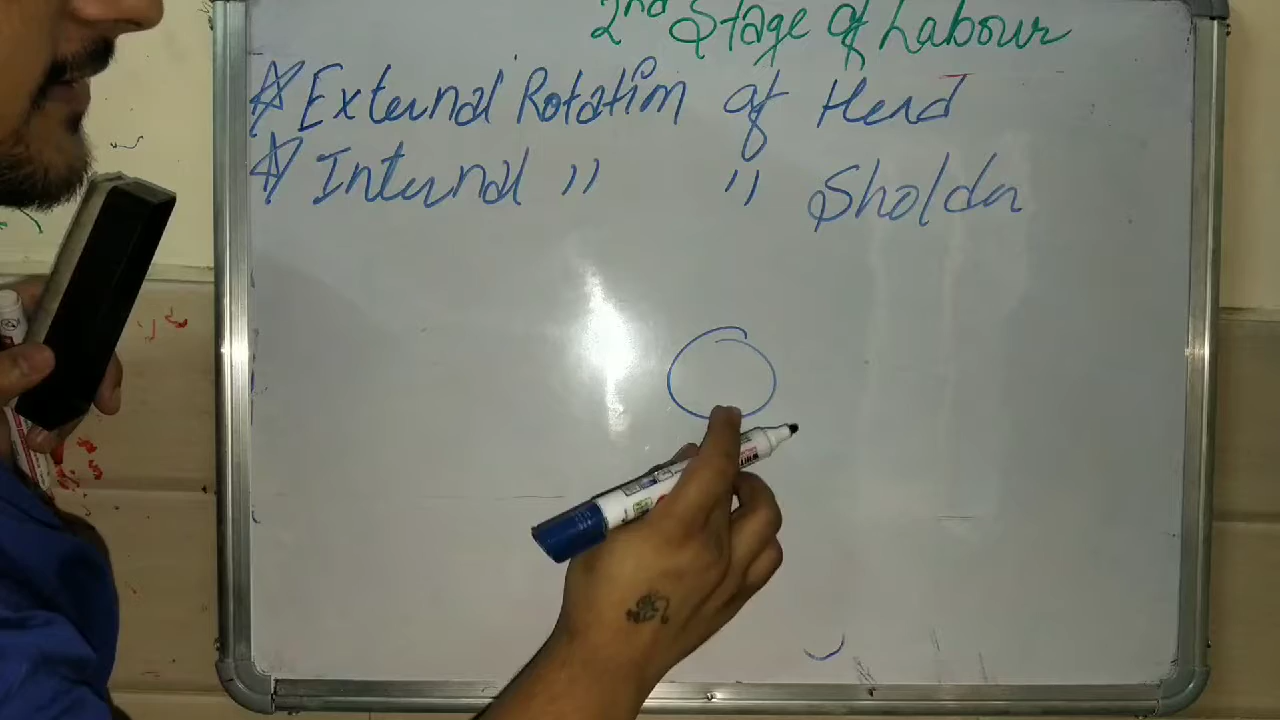 2nd Stage of Labour
☆ External Rotation of Head
☆ Internal " " Sholder